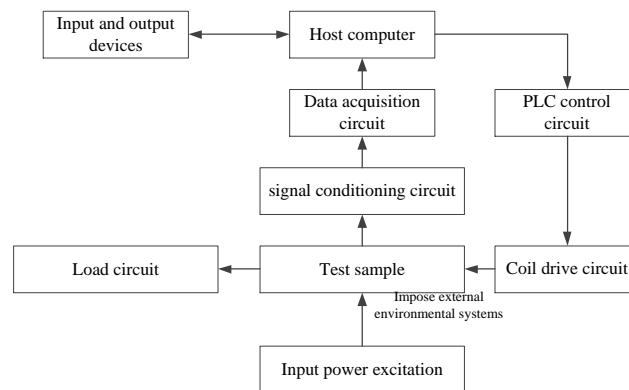 Input and output
devices
Host computer
Data acquisition
circuit
PLC control
circuit
signal conditioning circuit
Load circuit
Test sample
Coil drive circuit
Impose external
environmental systems
Input power excitation